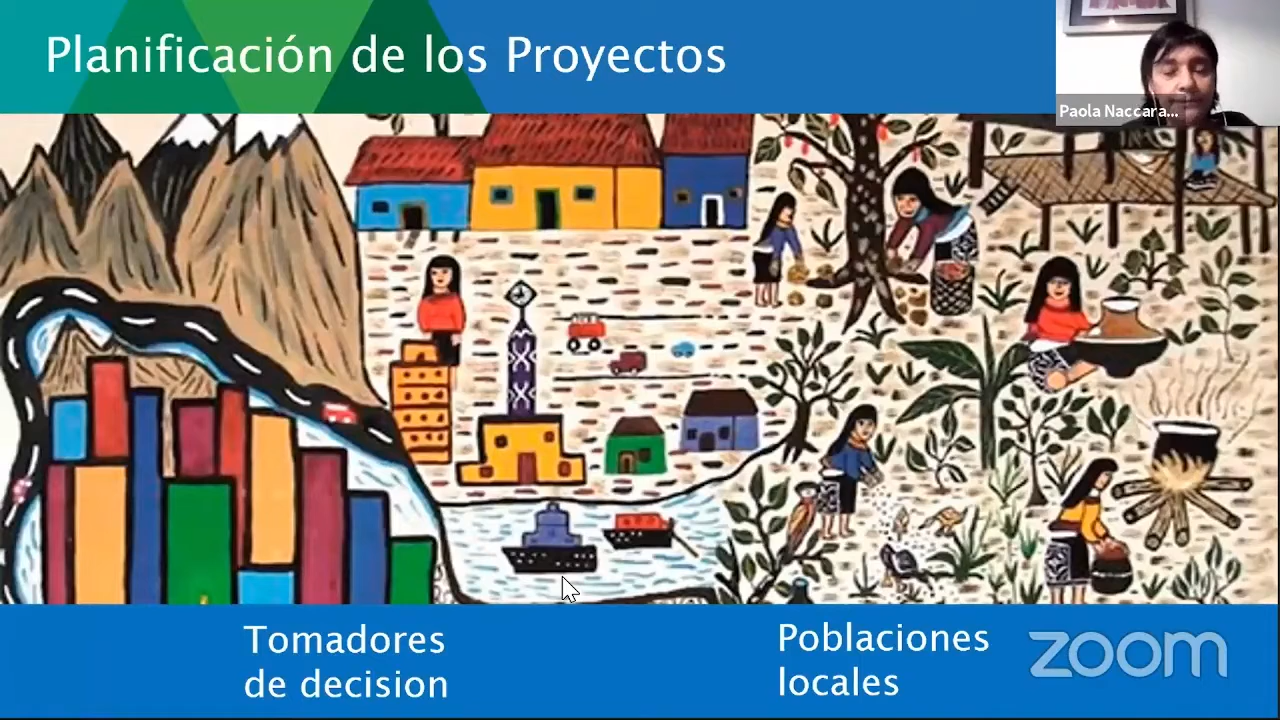 Planificación de los Proyectos
Paola Naccara...
Tomadores
de decision
Poblaciones
locales
zoom